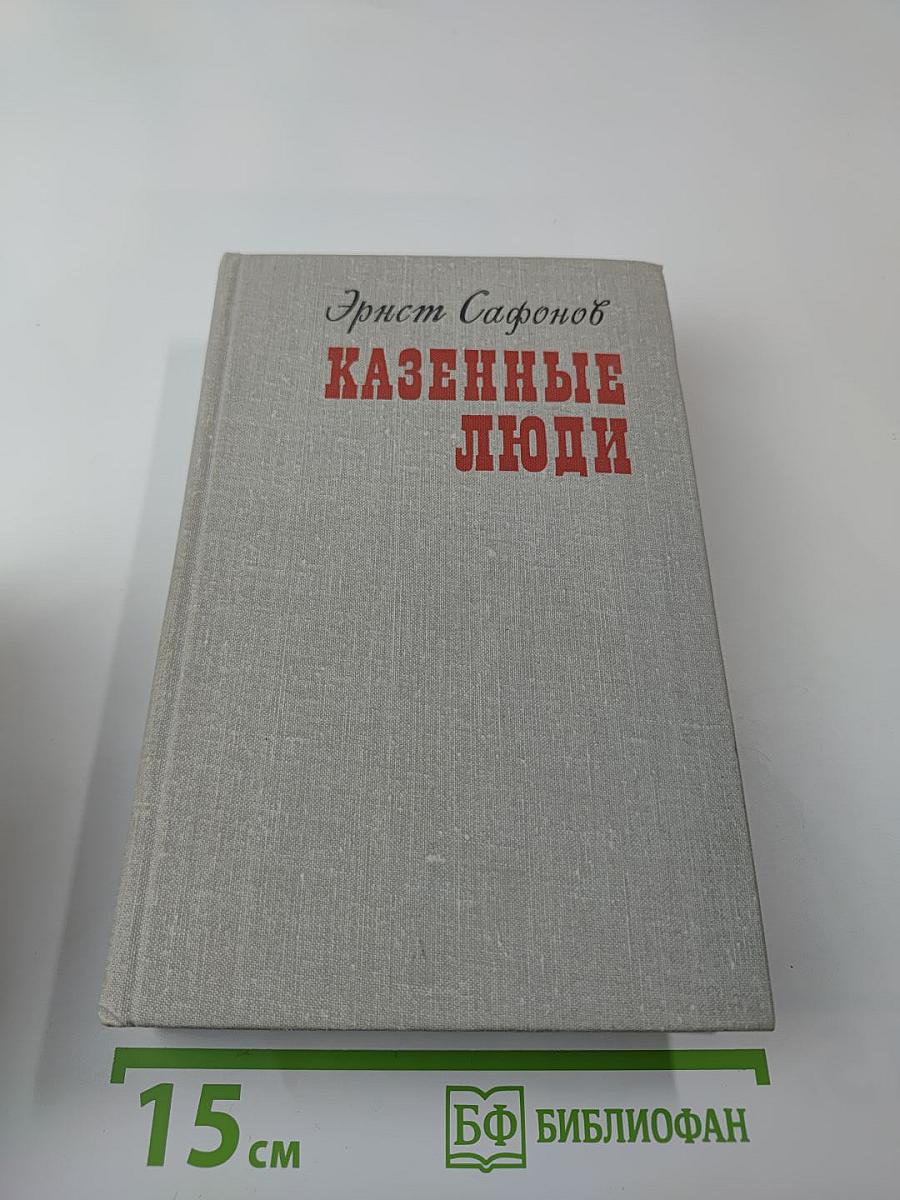 Эрнст Сафонов
КАЗЕННЫЕ
ЛЮДИ
15 см
БФ БИБЛИОФАН